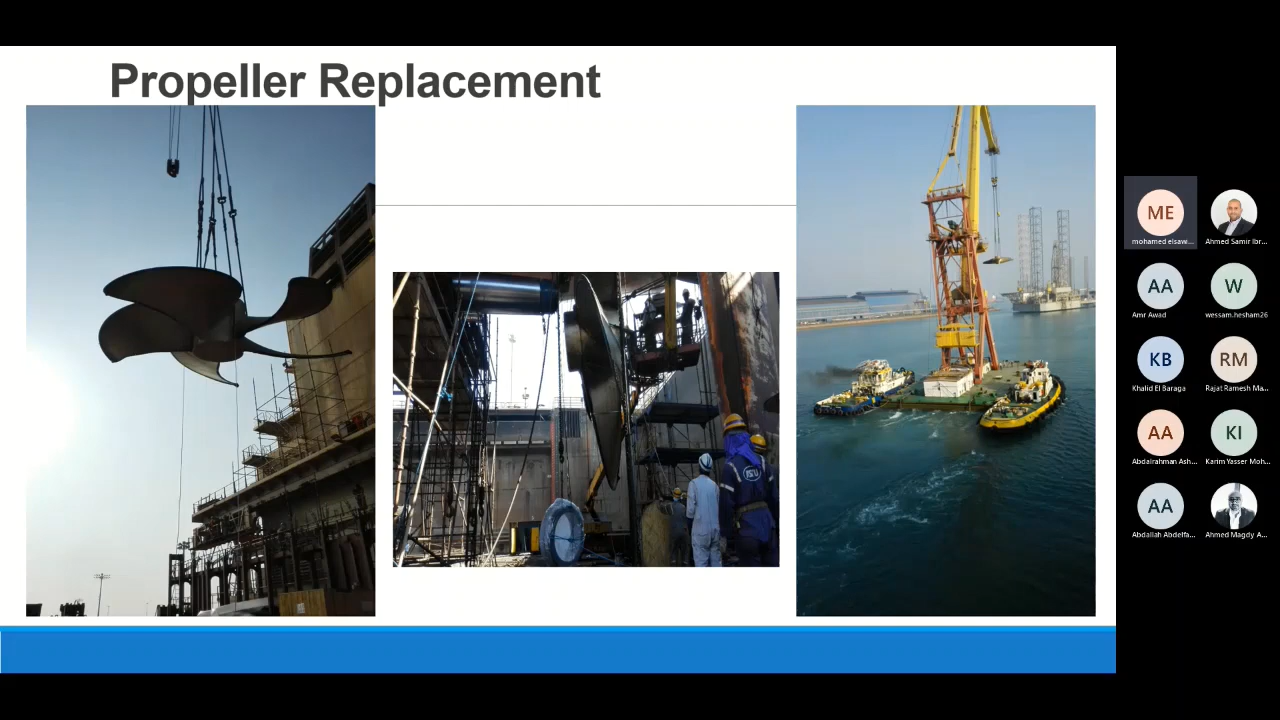 Propeller Replacement
ME
mohamed elsaw...
Ahmed Samir Ibr...
AA
Amr Awad
W
wessam.hesham26
KB
Khalid El Baraga
RM
Rajat Ramesh Ma...
AA
Abdalrahman Ash...
KI
Karim Yasser Moh...
AA
Abdallah Abdelfa...
Ahmed Magdy A...